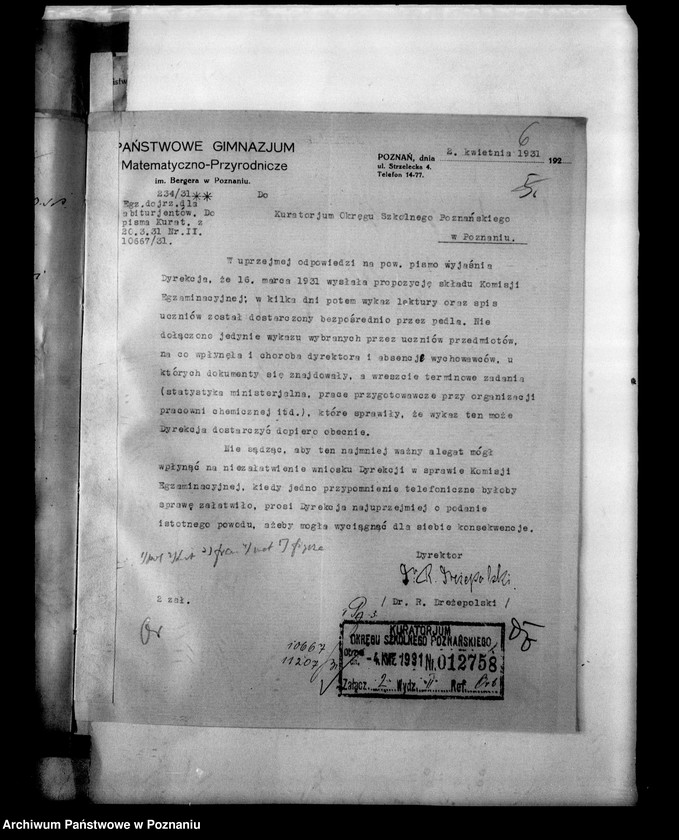 6
PAŃSTWOWE GIMNAZJUM
Matematyczno-Przyrodnicze
im. Bergera w Poznaniu.
POZNAŃ, dnia 2. kwietnia 1931 192
ul. Strzelecka 4.
Telefon 14-77.
5.
234/31
Egz.dojrz.dla
abiturjentów. Do
pisma Kurat. z
20.3.31 Nr.II.
10667/31.
Do
Kuratorjum Okręgu Szkolnego Poznańskiego
w Poznaniu.
W uprzejmej odpowiedzi na pow. pismo wyjaśnia
Dyrekcja, że 16. marca 1931 wysłała propozycję składu Komisji
Egzaminacyjnej; w kilka dni potem wykaz lektury oraz spis
uczniów został dostarczony bezpośrednio przez pedla. Nie
dołączono jedynie wykazu wybranych przez uczniów przedmiotów,
na co wpłynęła i choroba dyrektora i absencje wychowawców, u
których dokumenty się znajdowały, a wreszcie terminowe zadania
(statystyka ministerjalna, prace przygotowawcze przy organizacji
pracowni chemicznej itd.), które sprawiły, że wykaz ten może
Dyrekcja dostarczyć dopiero obecnie.
Nie sądząc, aby ten najmniej ważny alegat mógł
wpłynąć na niezałatwienie wniosku Dyrekcji w sprawie Komisji
Egzaminacyjnej, kiedy jedno przypomnienie telefoniczne byłoby
sprawę załatwiło, prosi Dyrekcja najuprzejmiej o podanie
istotnego powodu, ażeby mogła wyciągnąć dla siebie konsekwencje.
Dyrektor
Dr. R. Dreżepolski
2 zał.
/ Dr. R. Dreżepolski /
10667
11207/31
KURATORJUM
OKRĘGU SZKOLNEGO POZNAŃSKIEGO
- 4. KWI. 1931 Nr. 012758
Załącz. 2 Wydz. II Ref.
Archiwum Państwowe w Poznaniu